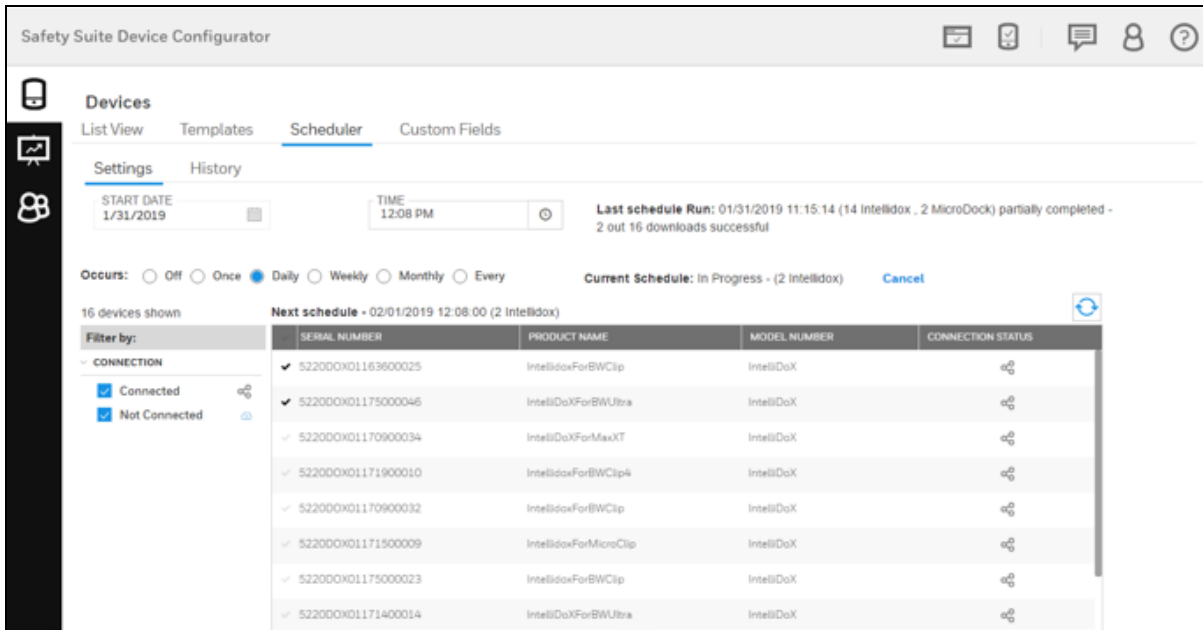 Safety Suite Device Configurator
Devices
List View Templates Scheduler Custom Fields
Settings History
START DATE
1/31/2019
TIME
12:08 PM
Last schedule Run: 01/31/2019 11:15:14 (14 Intellidox , 2 MicroDock) partially completed -
2 out 16 downloads successful
Occurs: Off Once Daily Weekly Monthly Every
Current Schedule: In Progress - (2 Intellidox) Cancel
16 devices shown
Next schedule - 02/01/2019 12:08:00 (2 Intellidox)
Filter by:
CONNECTION
Connected
Not Connected
SERIAL NUMBER PRODUCT NAME MODEL NUMBER CONNECTION STATUS
5220DOX01163600025 IntellidoxForBWClip IntelliDoX
5220DOX01175000046 IntelliDoXForBWUltra IntelliDoX
5220DOX01170900034 IntelliDoXForMaxXT IntelliDoX
5220DOX01171900010 IntellidoxForBWClip4 IntelliDoX
5220DOX01170900032 IntellidoxForBWClip IntelliDoX
5220DOX01171500009 IntellidoxForMicroClip IntelliDoX
5220DOX01175000023 IntellidoxForBWClip IntelliDoX
5220DOX01171400014 IntelliDoXForBWUltra IntelliDoX